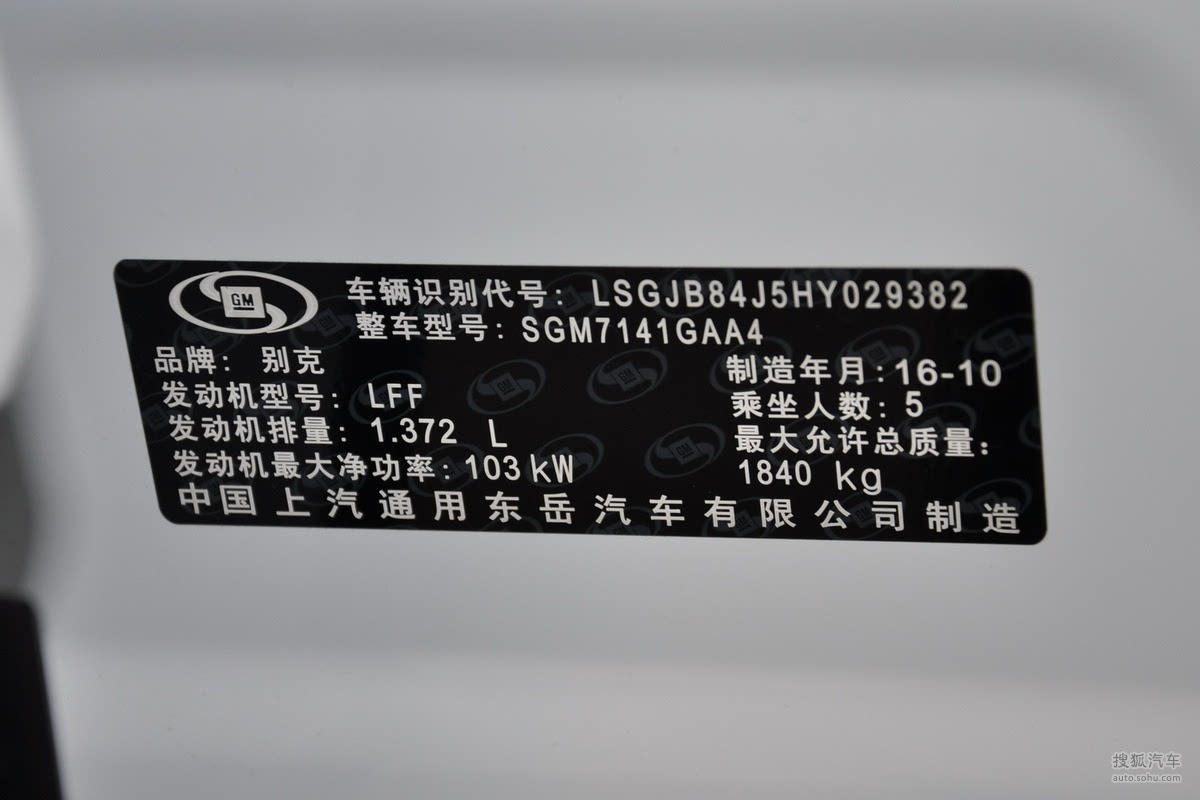 GM
车辆识别代号: LSGJB84J5HY029382
整车型号: SGM7141GAA4
品牌: 别克
制造年月: 16-10
发动机型号: LFF
乘坐人数: 5
发动机排量: 1.372 L
最大允许总质量:
1840 kg
发动机最大净功率: 103 kW
中国上汽通用东岳汽车有限公司制造
搜狐汽车
auto.sohu.com